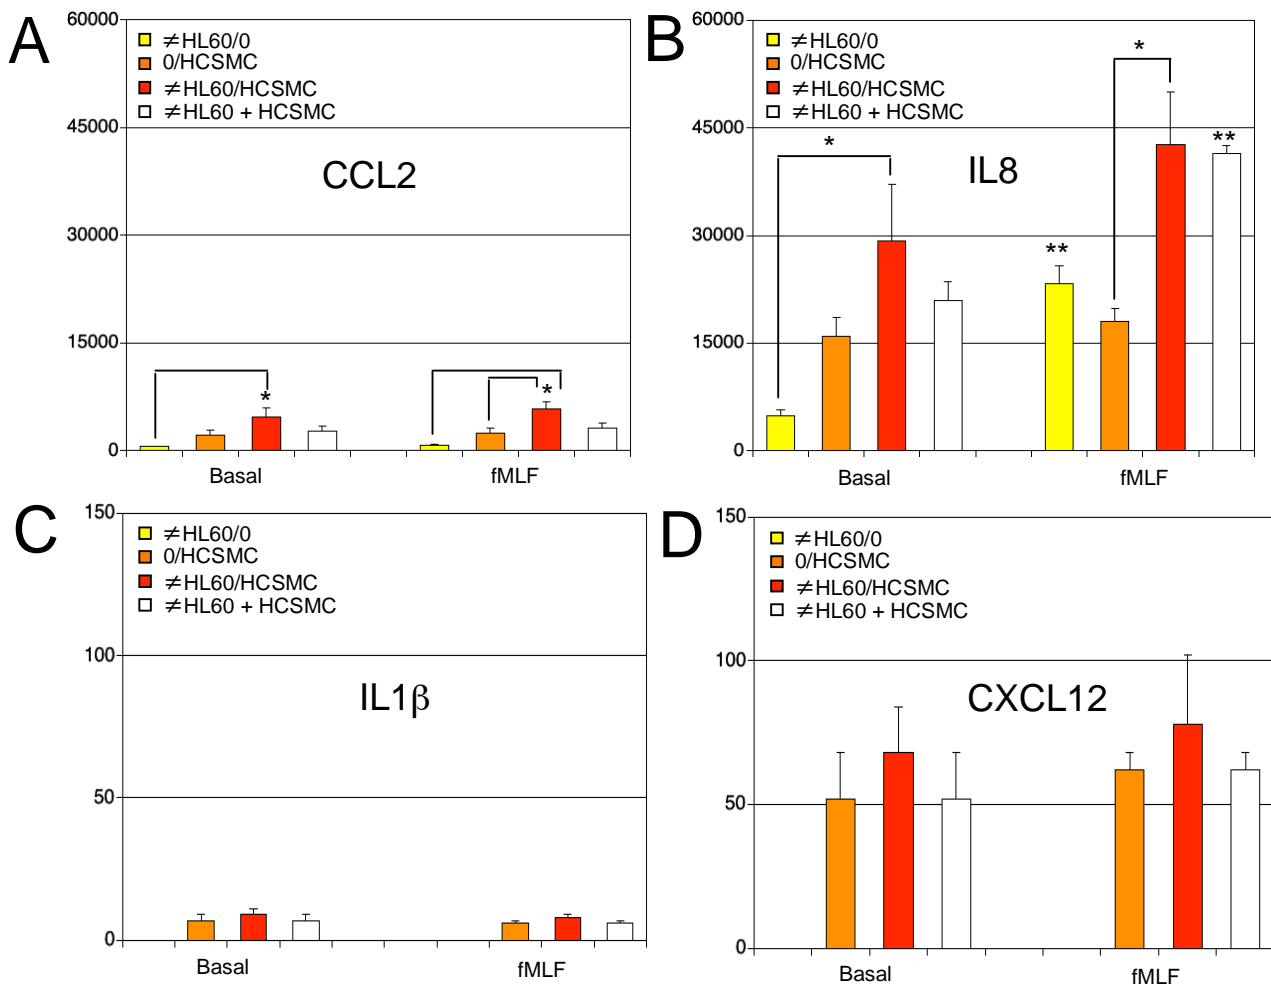 A
60000
45000
30000
15000
0
≠HL60/0
0/HCSMC
≠HL60/HCSMC
≠HL60 + HCSMC
CCL2
*
*
Basal
fMLF
B
60000
45000
30000
15000
0
≠HL60/0
0/HCSMC
≠HL60/HCSMC
≠HL60 + HCSMC
IL8
*
*
**
**
Basal
fMLF
C
150
100
50
0
≠HL60/0
0/HCSMC
≠HL60/HCSMC
≠HL60 + HCSMC
IL1β
Basal
fMLF
D
150
100
50
0
≠HL60/0
0/HCSMC
≠HL60/HCSMC
≠HL60 + HCSMC
CXCL12
Basal
fMLF